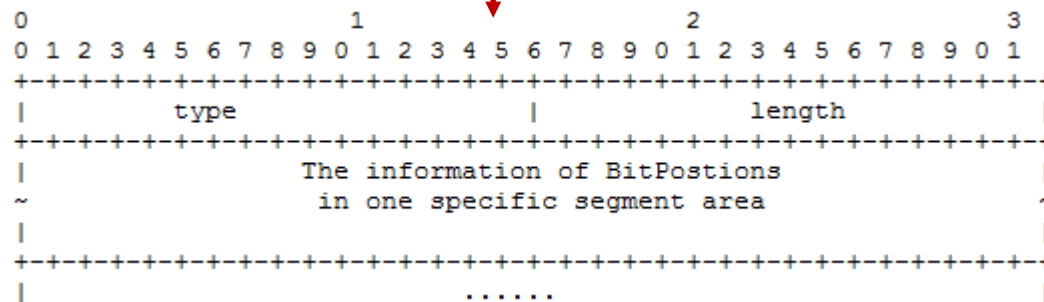 0                   1                   2                   3
0 1 2 3 4 5 6 7 8 9 0 1 2 3 4 5 6 7 8 9 0 1 2 3 4 5 6 7 8 9 0 1
+-+-+-+-+-+-+-+-+-+-+-+-+-+-+-+-+-+-+-+-+-+-+-+-+-+-+-+-+-+-+-+-+-
|         type                  |             length
+-+-+-+-+-+-+-+-+-+-+-+-+-+-+-+-+-+-+-+-+-+-+-+-+-+-+-+-+-+-+-+-+-
|                 The information of BitPostions                |
~                  in one specific segment area                 ~
|                                                               |
+-+-+-+-+-+-+-+-+-+-+-+-+-+-+-+-+-+-+-+-+-+-+-+-+-+-+-+-+-+-+-+-+-
|                           ......                              |